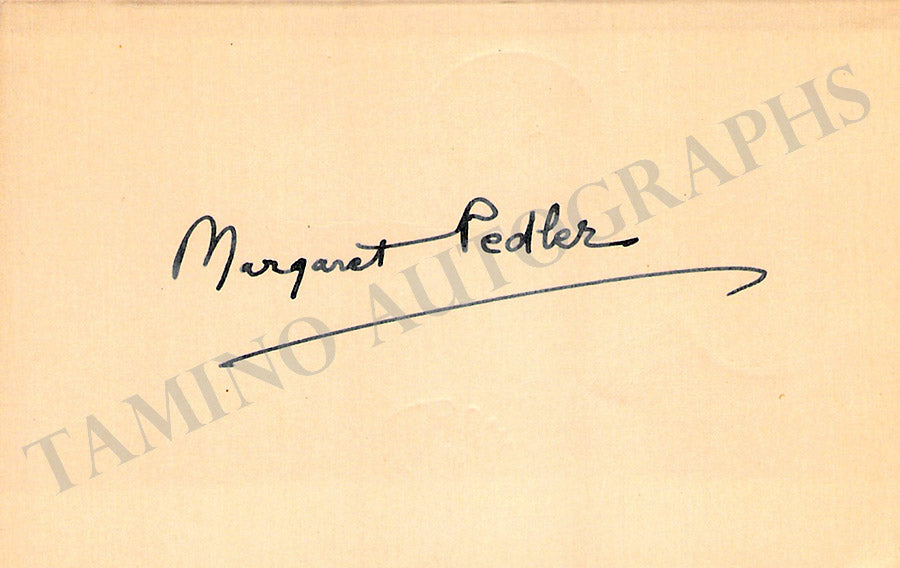 Margaret Pedler
TAMINO AUTOGRAPHS